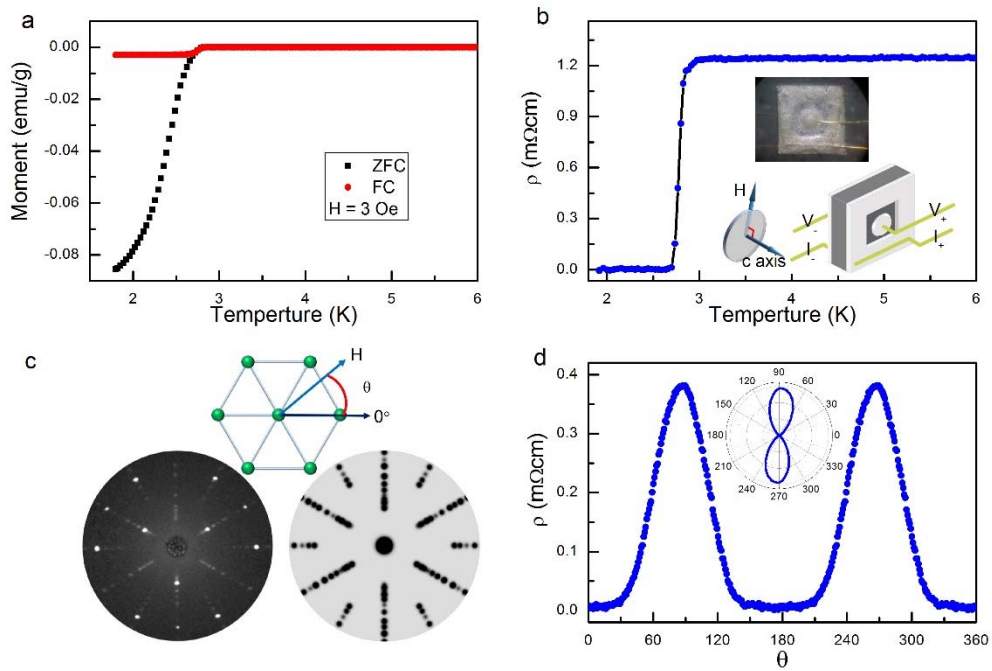 a
Moment (emu/g)
0.00
-0.02
-0.04
-0.06
-0.08
ZFC
FC
H = 3 Oe
2 3 4 5 6
Temperture (K)
b
ρ (mΩcm)
1.2
0.9
0.6
0.3
0.0
H
c axis
V-
I-
V+
I+
2 3 4 5 6
Temperture (K)
c
H
θ
0°
d
ρ (mΩcm)
0.4
0.3
0.2
0.1
0.0
90
120 60
150 30
180 0
210 330
240 300
270
0 60 120 180 240 300 360
θ